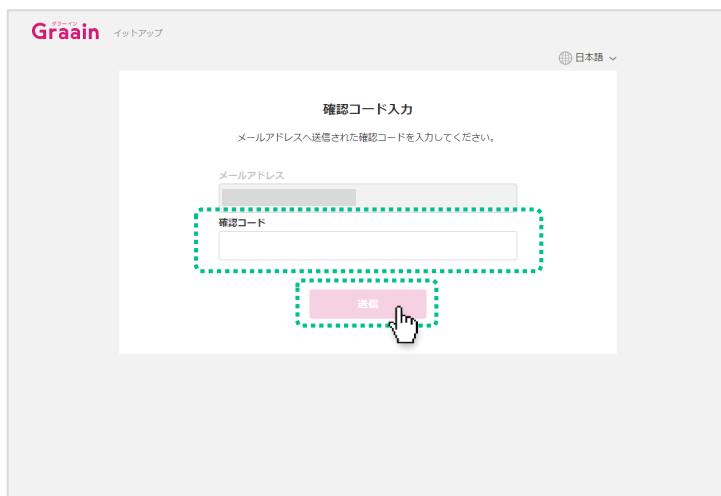 グラーイン
Graain イットアップ
日本語
確認コード入力
メールアドレスへ送信された確認コードを入力してください。
メールアドレス
確認コード
送信